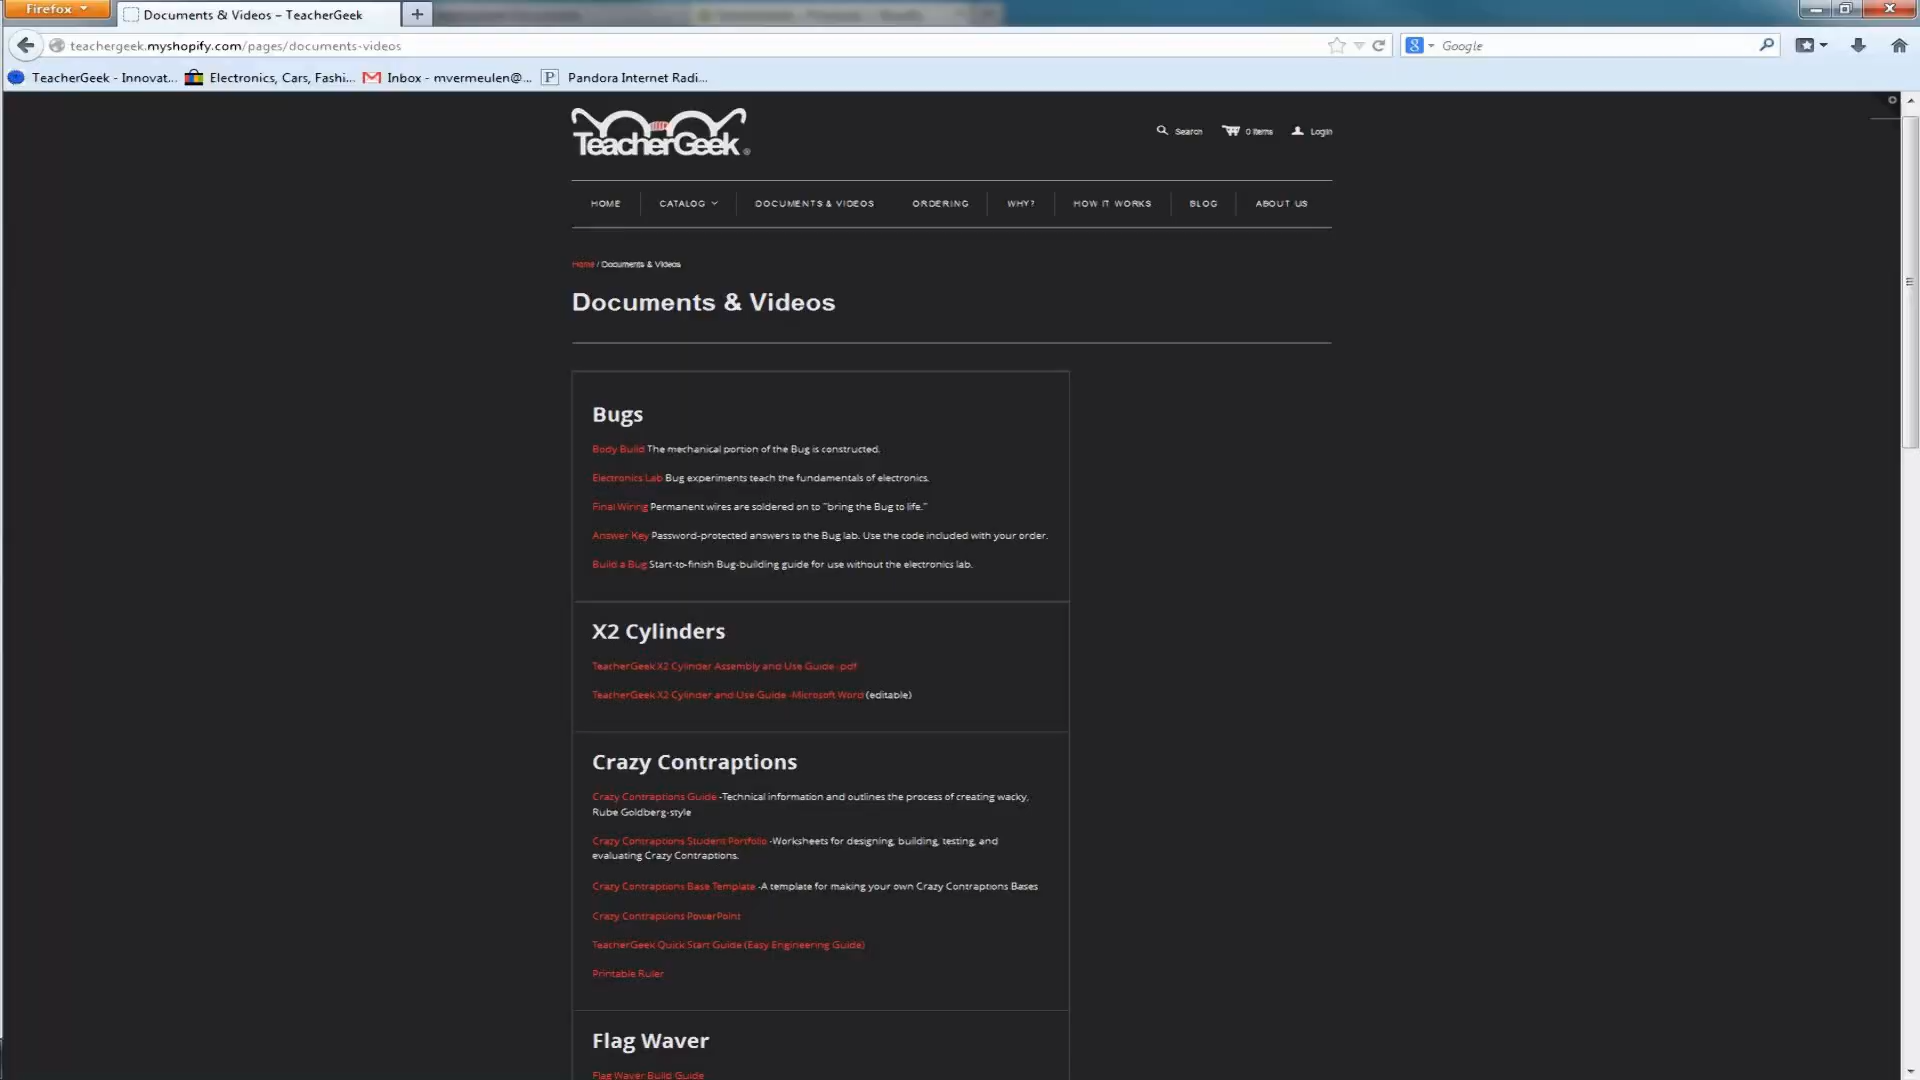 Firefox
Documents & Videos – TeacherGeek
teachergeek.myshopify.com/pages/documents-videos
Google
TeacherGeek - Innovat...
Electronics, Cars, Fashi...
Inbox - mvermeulen@...
Pandora Internet Radi...
TeacherGeek®
Search
0 Items
Login
HOME
CATALOG
DOCUMENTS & VIDEOS
ORDERING
WHY?
HOW IT WORKS
BLOG
ABOUT US
Home / Documents & Videos
Documents & Videos
Bugs
Body Build The mechanical portion of the Bug is constructed.
Electronics Lab Bug experiments teach the fundamentals of electronics.
Final Wiring Permanent wires are soldered on to "bring the Bug to life."
Answer Key Password-protected answers to the Bug lab. Use the code included with your order.
Build a Bug Start-to-finish Bug-building guide for use without the electronics lab.
X2 Cylinders
TeacherGeek X2 Cylinder Assembly and Use Guide -pdf
TeacherGeek X2 Cylinder and Use Guide -Microsoft Word (editable)
Crazy Contraptions
Crazy Contraptions Guide -Technical information and outlines the process of creating wacky,
Rube Goldberg-style
Crazy Contraptions Student Portfolio -Worksheets for designing, building, testing, and
evaluating Crazy Contraptions.
Crazy Contraptions Base Template -A template for making your own Crazy Contraptions Bases
Crazy Contraptions PowerPoint
TeacherGeek Quick Start Guide (Easy Engineering Guide)
Printable Ruler
Flag Waver
Flag Waver Build Guide